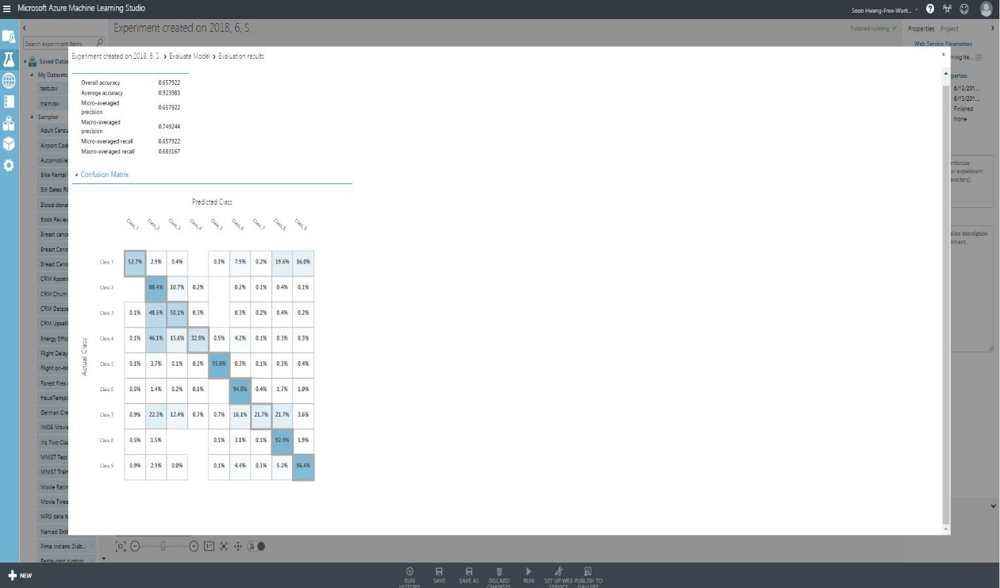 Microsoft Azure Machine Learning Studio
Soon Hwang-Free-Work...
Experiment created on 2018. 6. 5.
Finished running
Properties Project
Search experiment items
Web Service Parameters
Experiment created on 2018. 6. 5. › Evaluate Model › Evaluation results
x
Saved Datas
My Datasets
test.csv
train.csv
Samples
Adult Censu
Airport Cod
Automobile
Bike Rental
Bill Gates RG
Blood dona
Book Review
Breast cance
Breast Canc
Breast Canc
CRM Appet
CRM Churn
CRM Datase
CRM Upsell
Energy Effic
Flight Delay
Flight on-tim
Forest fires
fraudTempl
German Cre
IMDB Movie
Iris Two Clas
MNIST Test
MNIST Train
Movie Ratin
Movie Twee
MPG data fo
Named Enti
Pima Indians Diab...
Restaurant custom
Overall accuracy 0.657922
Average accuracy 0.923983
Micro-averaged
precision 0.657922
Macro-averaged
precision 0.749244
Micro-averaged recall 0.657922
Macro-averaged recall 0.683167
Confusion Matrix
Predicted Class
Class_1 Class_2 Class_3 Class_4 Class_5 Class_6 Class_7 Class_8 Class_9
Actual Class
Class_1 52.7% 2.9% 0.4% 0.3% 7.9% 0.2% 19.6% 16.0%
Class_2 88.4% 10.7% 0.2% 0.2% 0.1% 0.4% 0.1%
Class_3 0.1% 48.6% 50.1% 0.3% 0.3% 0.2% 0.4% 0.2%
Class_4 0.1% 46.1% 15.6% 32.8% 0.5% 4.2% 0.1% 0.3% 0.3%
Class_5 0.1% 3.7% 0.1% 0.2% 95.0% 0.3% 0.1% 0.3% 0.4%
Class_6 0.5% 1.4% 0.2% 0.1% 94.8% 0.4% 1.7% 1.0%
Class_7 0.9% 22.3% 12.4% 0.7% 0.7% 16.1% 21.7% 21.7% 3.6%
Class_8 0.5% 1.5% 0.1% 3.1% 0.1% 92.9% 1.9%
Class_9 0.9% 2.9% 0.0% 0.1% 4.4% 0.1% 5.2% 86.4%
ning ite...
perties
6/13/201...
6/13/201...
Finished
None
ntences
ur experiment
aracters).
ailed description
riment.
1:1
NEW
RUN HISTORY
SAVE
SAVE AS
DISCARD CHANGES
RUN
SET UP WEB SERVICE
PUBLISH TO GALLERY